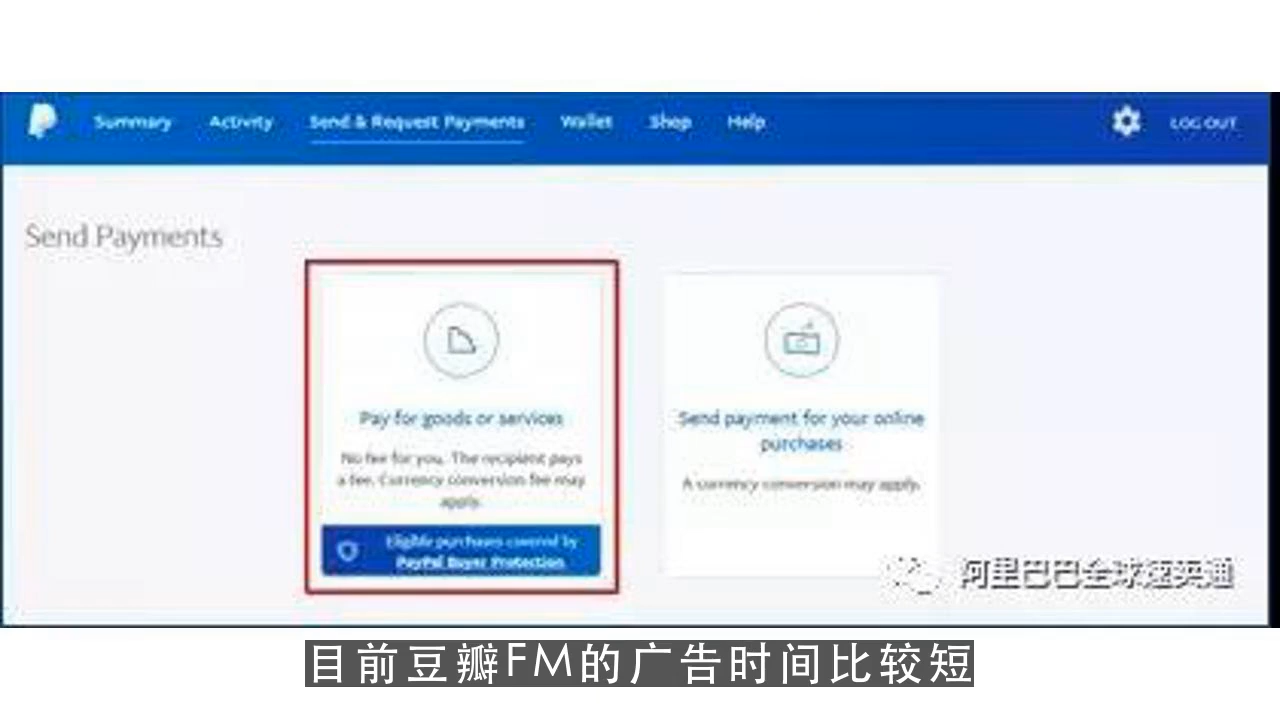 Summary Activity Send & Request Payments Wallet Shop Help LOG OUT
Send Payments
Pay for goods or services
No fee for you. The recipient pays
a fee. Currency conversion fee may
apply.
Eligible purchases covered by
PayPal Buyer Protection
Send payment for your online
purchases
A currency conversion may apply.
阿里巴巴全球速卖通
目前豆瓣FM的广告时间比较短